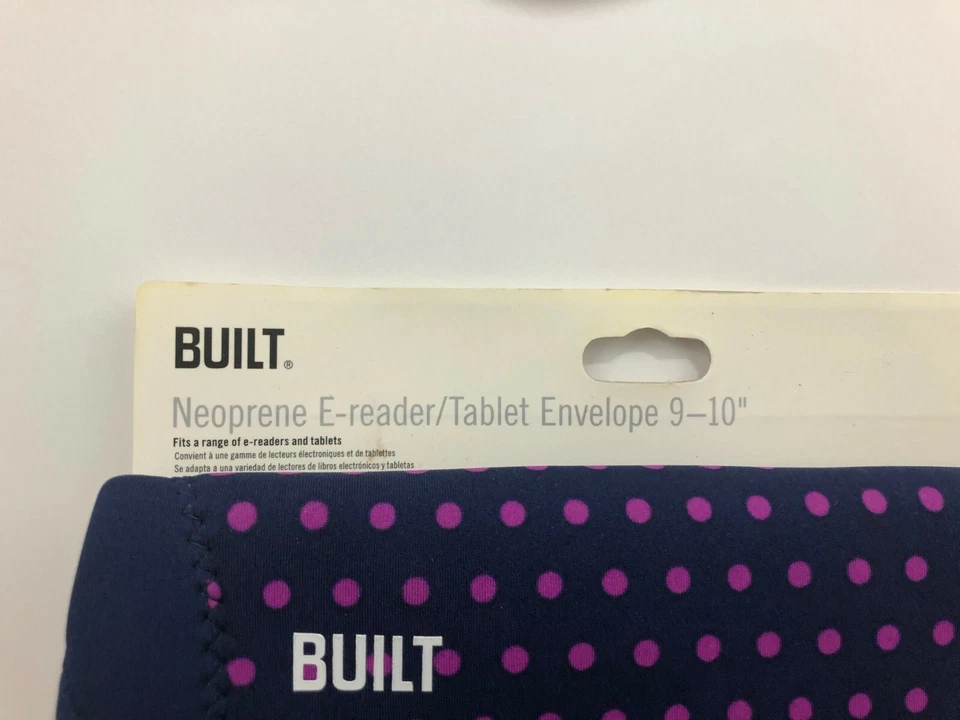 BUILT®
Neoprene E-reader/Tablet Envelope 9–10"
Fits a range of e-readers and tablets
Convient à une gamme de lecteurs électroniques et de tablettes
Se adapta a una variedad de lectores de libros electrónicos y tabletas
BUILT